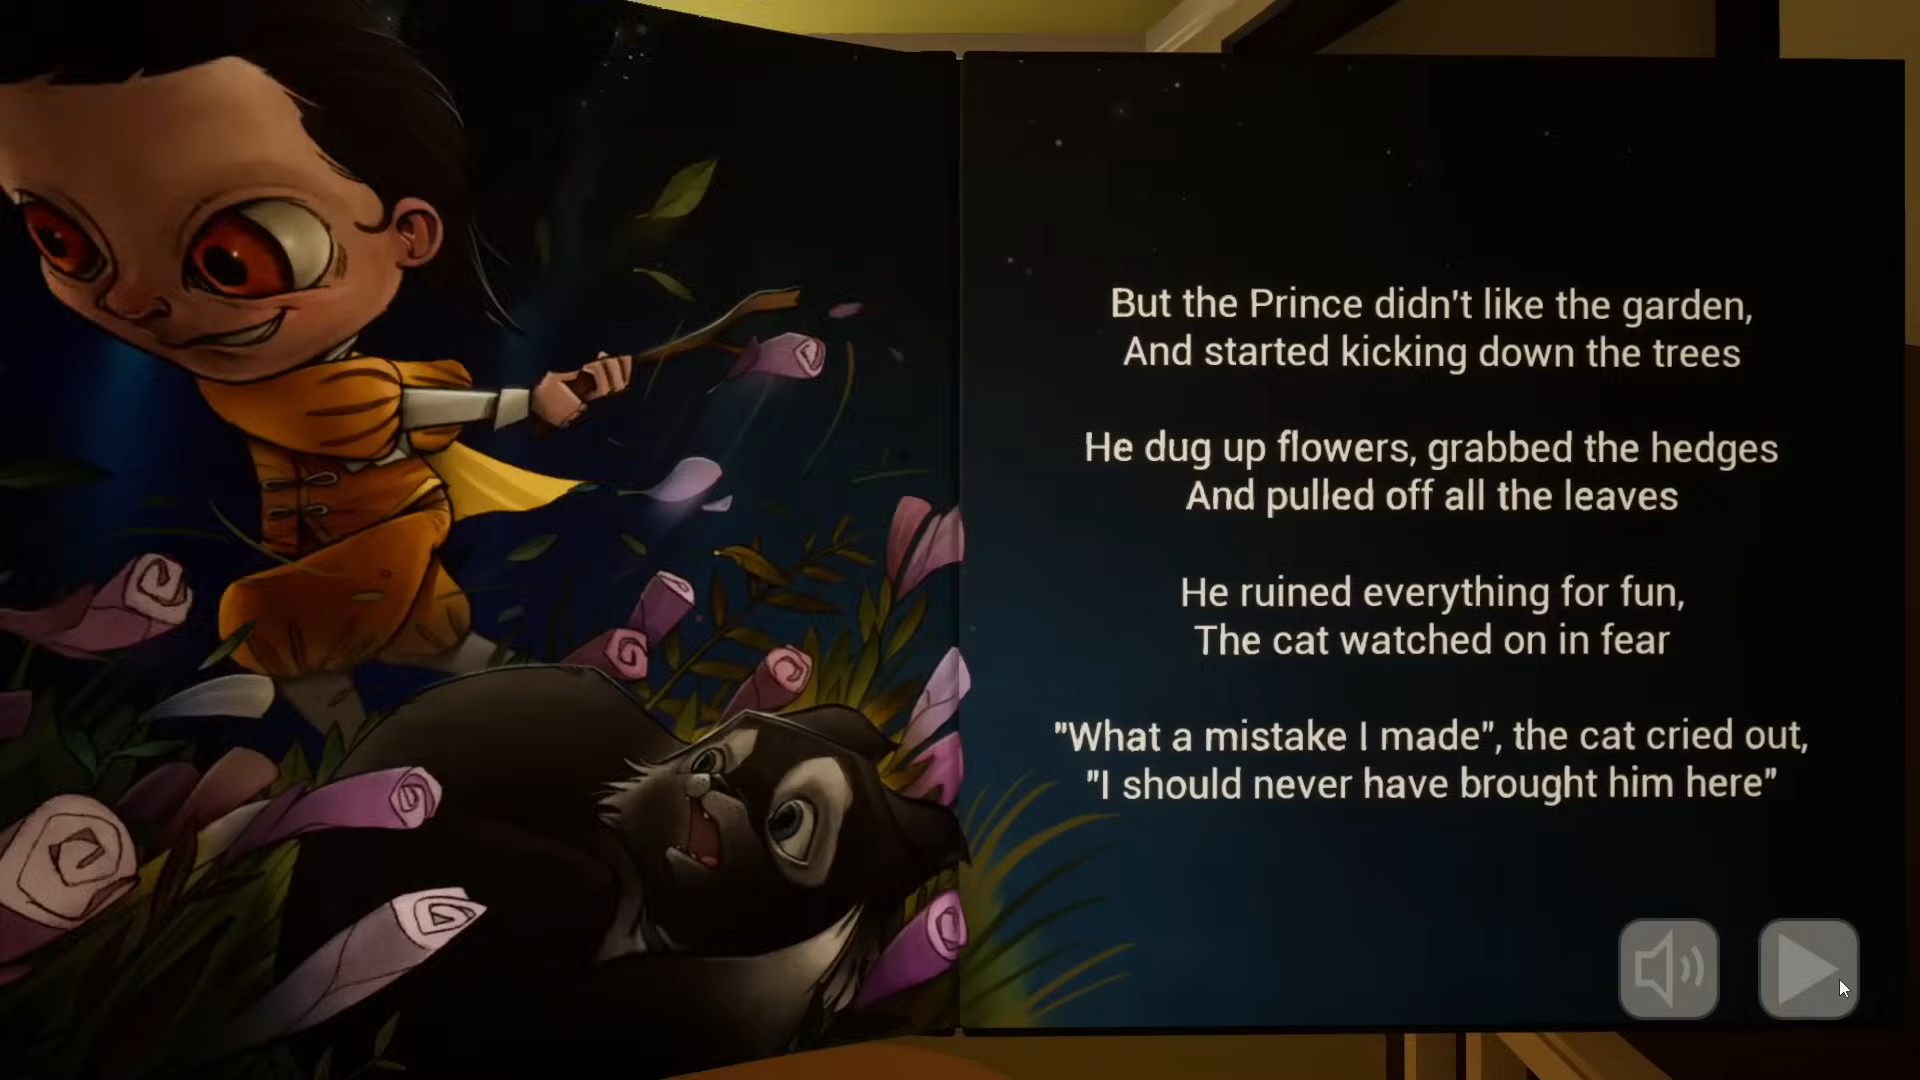 But the Prince didn't like the garden,
And started kicking down the trees
He dug up flowers, grabbed the hedges
And pulled off all the leaves
He ruined everything for fun,
The cat watched on in fear
"What a mistake I made", the cat cried out,
"I should never have brought him here"